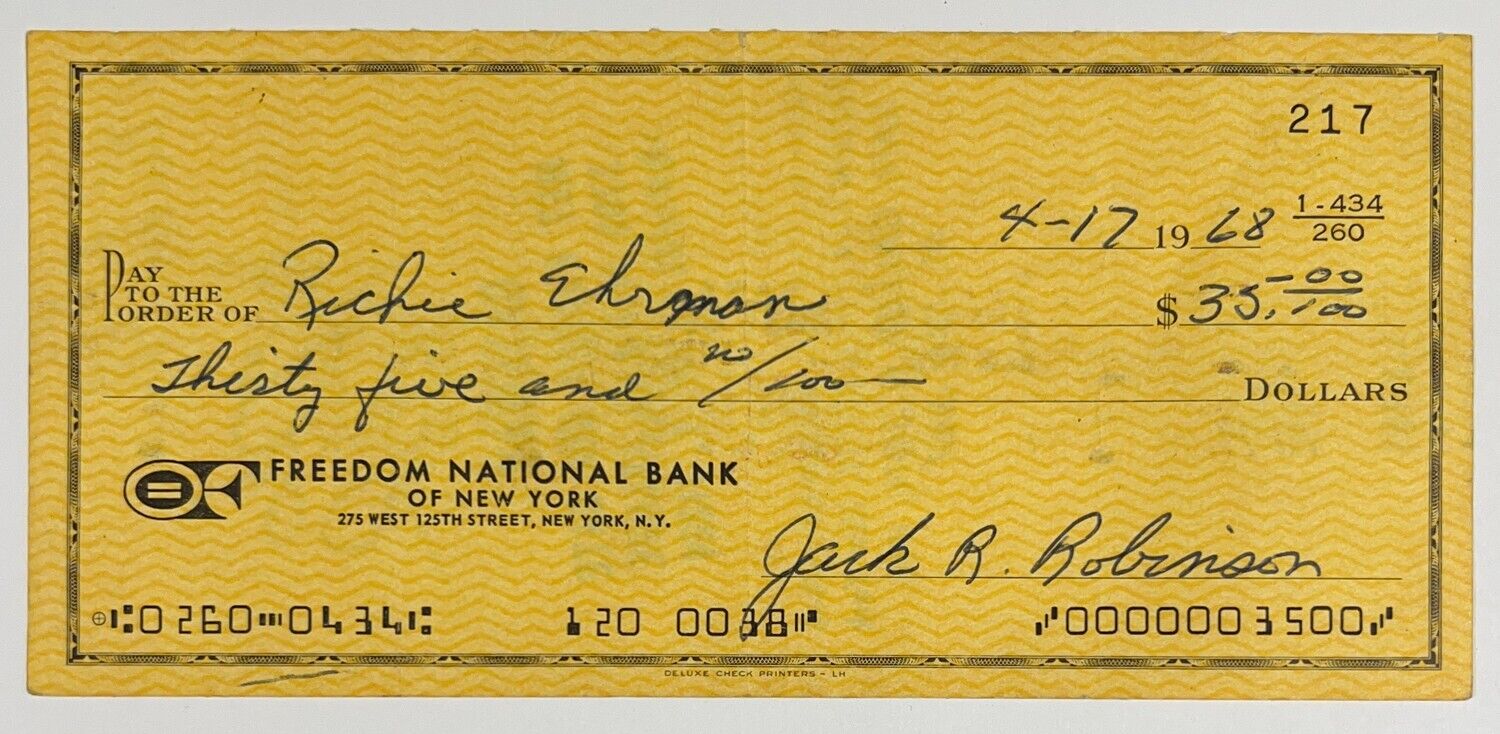 217
4-17 1968 1-434/260
PAY TO THE ORDER OF Richie Ehrman $35.-00/100
Thirty five and no/100 DOLLARS
FREEDOM NATIONAL BANK
OF NEW YORK
275 WEST 125TH STREET, NEW YORK, N.Y.
Jack R. Robinson
⑆0260⑉0434⑆ 120 0038⑈ ⑇0000003500⑇
DELUXE CHECK PRINTERS - LH